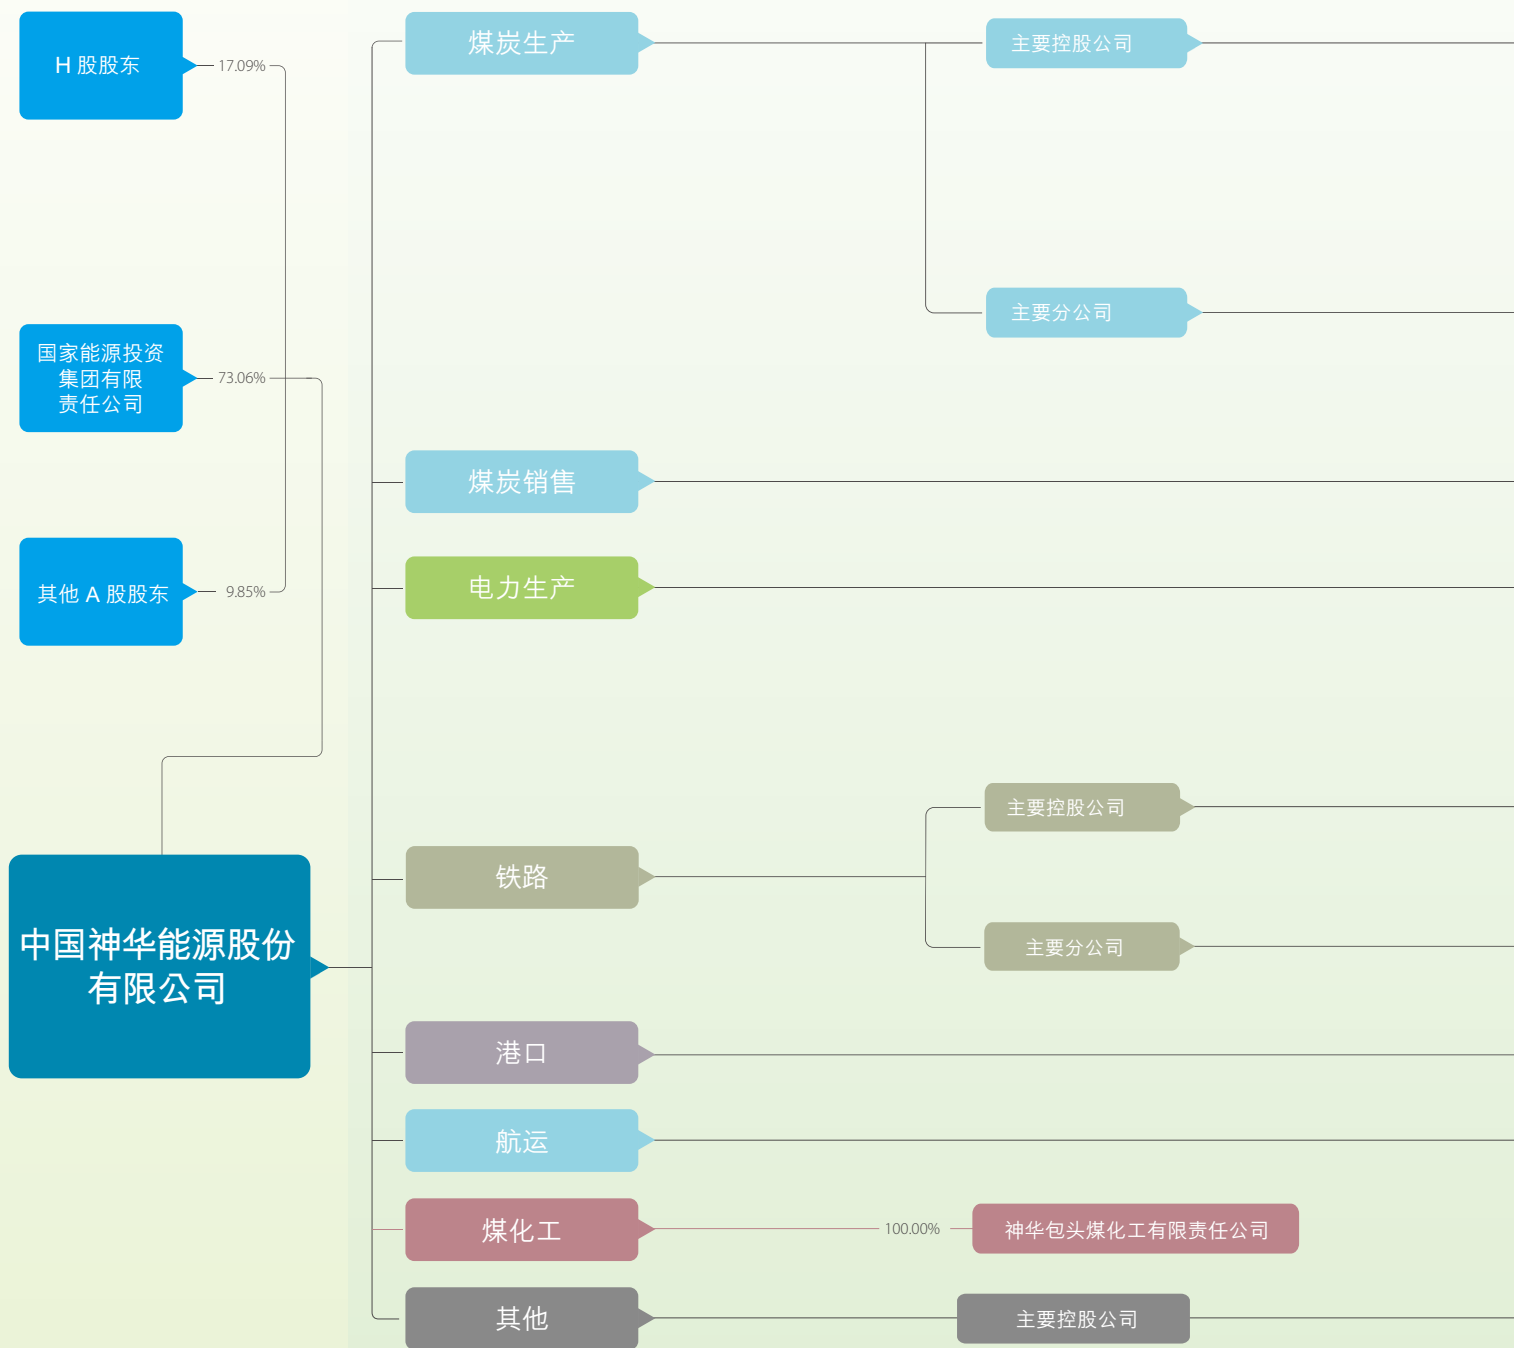 H 股股东
17.09%
国家能源投资
集团有限
责任公司
73.06%
其他 A 股股东
9.85%
中国神华能源股份
有限公司
煤炭生产
主要控股公司
主要分公司
煤炭销售
电力生产
铁路
主要控股公司
主要分公司
港口
航运
煤化工
100.00%
神华包头煤化工有限责任公司
其他
主要控股公司